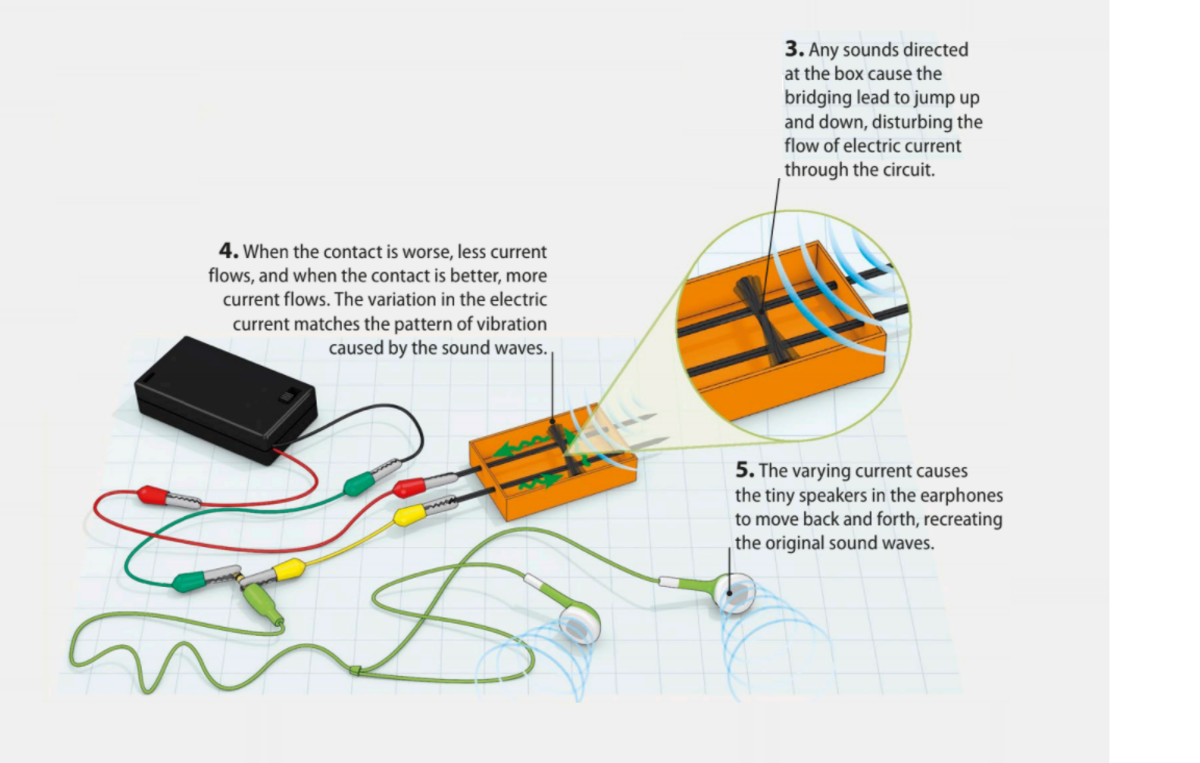 3. Any sounds directed
at the box cause the
bridging lead to jump up
and down, disturbing the
flow of electric current
through the circuit.
4. When the contact is worse, less current
flows, and when the contact is better, more
current flows. The variation in the electric
current matches the pattern of vibration
caused by the sound waves.
5. The varying current causes
the tiny speakers in the earphones
to move back and forth, recreating
the original sound waves.